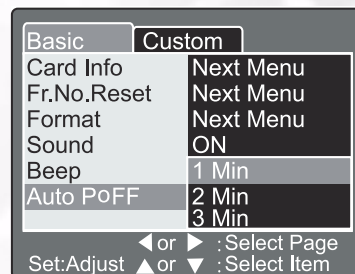 Basic Custom
Card Info Next Menu
Fr.No.Reset Next Menu
Format Next Menu
Sound ON
Beep 1 Min
Auto PoFF 2 Min
3 Min
◁ or ▷ :Select Page
Set:Adjust △ or ▽ :Select Item